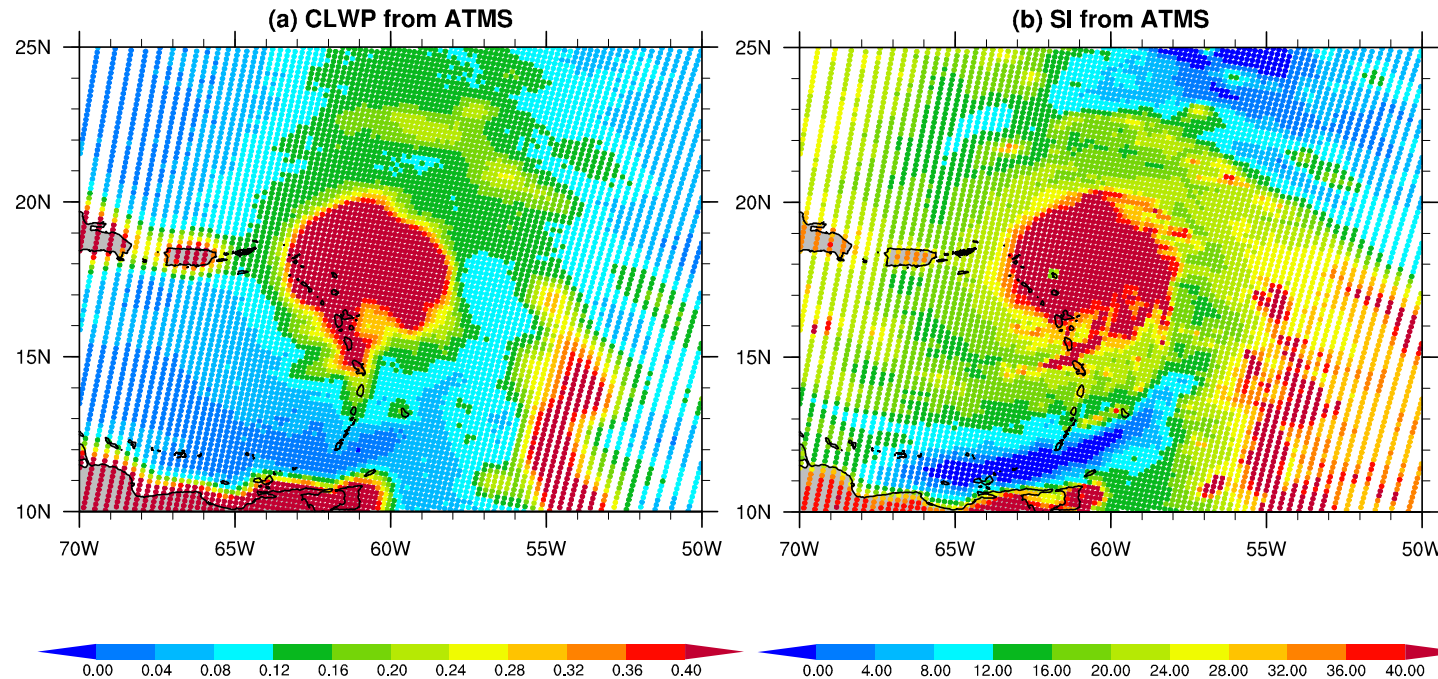 (a) CLWP from ATMS
(b) SI from ATMS
25N
20N
15N
10N
70W 65W 60W 55W 50W
25N
20N
15N
10N
70W 65W 60W 55W 50W
0.00 0.04 0.08 0.12 0.16 0.20 0.24 0.28 0.32 0.36 0.40
0.00 4.00 8.00 12.00 16.00 20.00 24.00 28.00 32.00 36.00 40.00